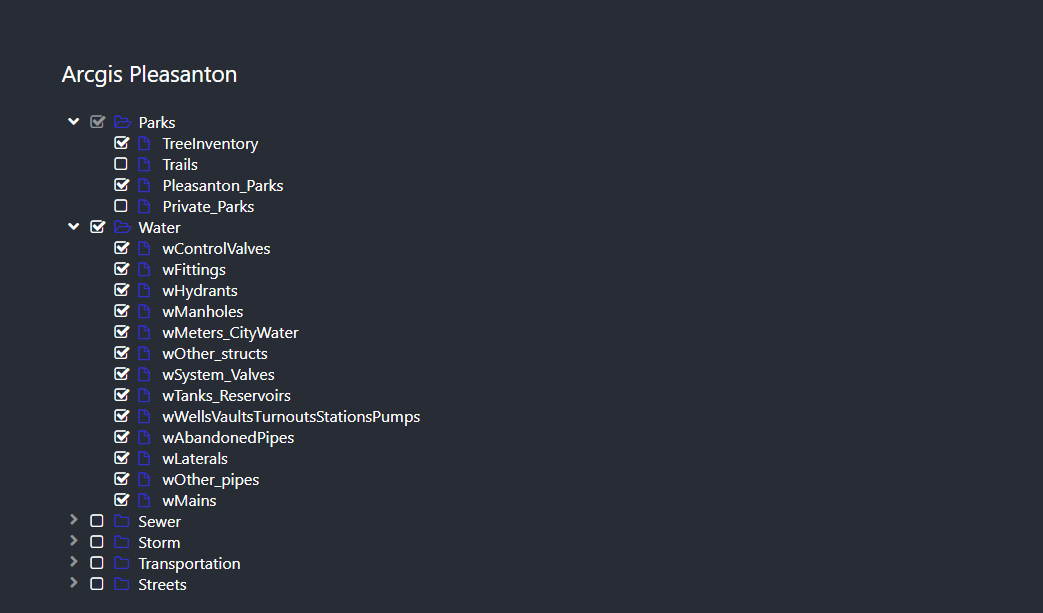 Arcgis Pleasanton
Parks
TreeInventory
Trails
Pleasanton_Parks
Private_Parks
Water
wControlValves
wFittings
wHydrants
wManholes
wMeters_CityWater
wOther_structs
wSystem_Valves
wTanks_Reservoirs
wWellsVaultsTurnoutsStationsPumps
wAbandonedPipes
wLaterals
wOther_pipes
wMains
Sewer
Storm
Transportation
Streets